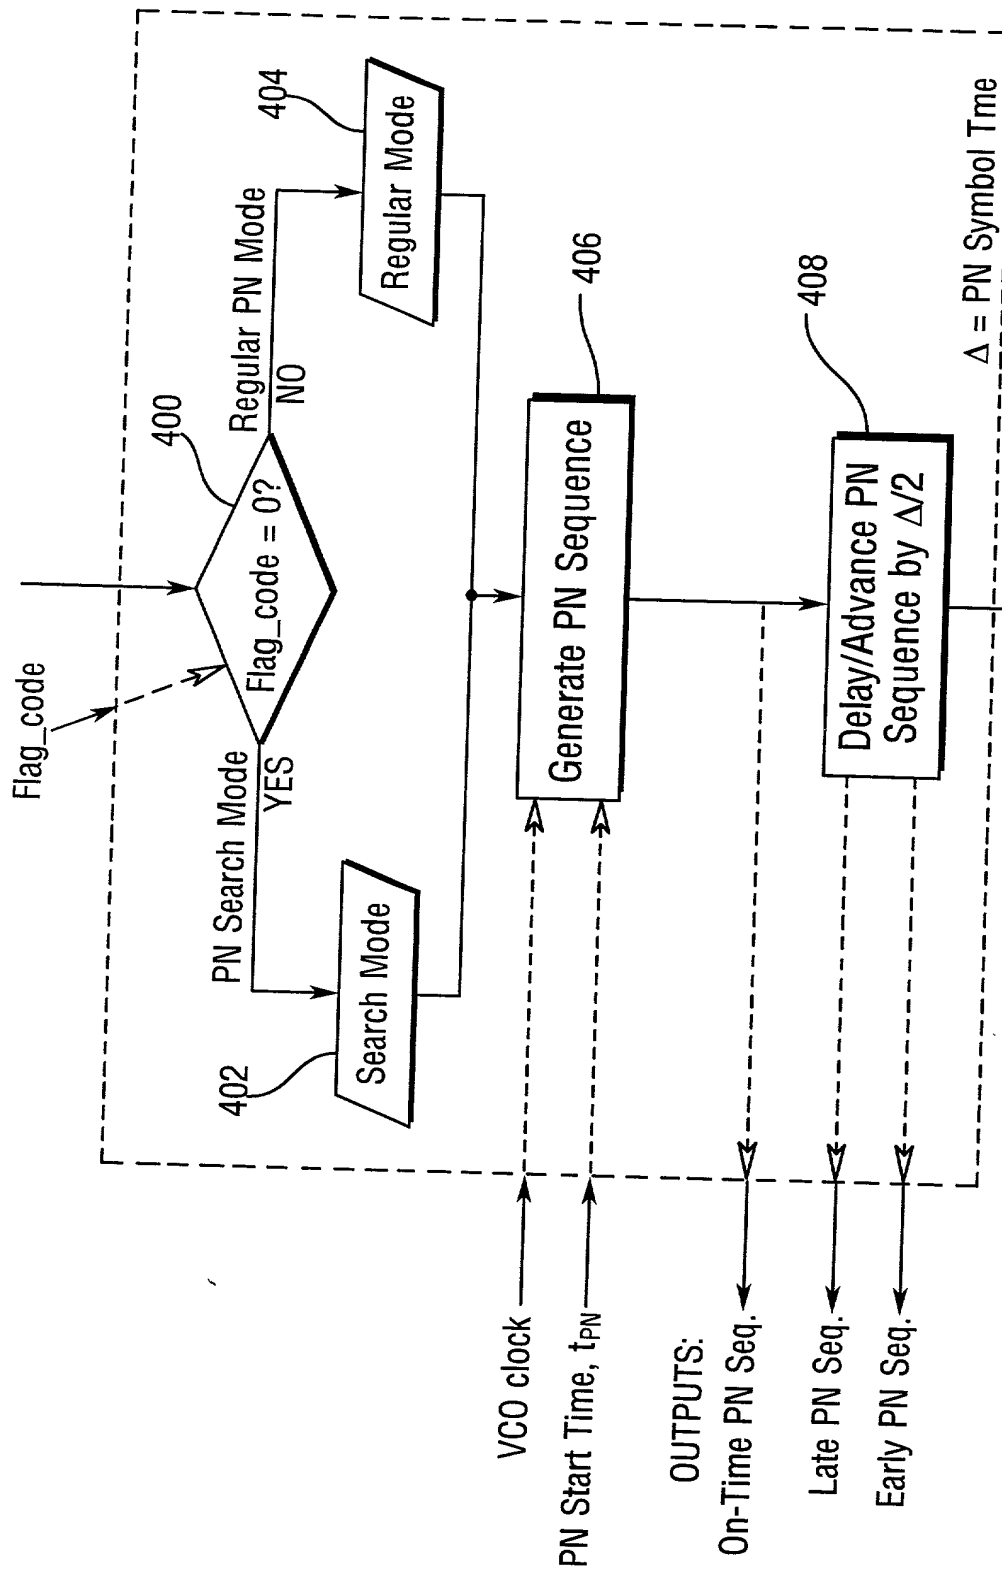 Flag_code
400
Flag_code = 0?
PN Search Mode
YES
Regular PN Mode
NO
402
Search Mode
404
Regular Mode
VCO clock
PN Start Time, tPN
Generate PN Sequence
406
OUTPUTS:
On-Time PN Seq.
Late PN Seq.
Early PN Seq.
Delay/Advance PN
Sequence by Δ/2
408
Δ = PN Symbol Tme